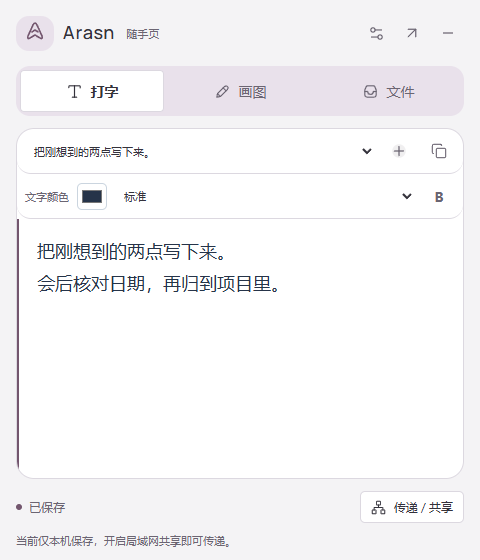 Arasn 随手页
打字 画图 文件
把刚想到的两点写下来。
文字颜色 标准 B
把刚想到的两点写下来。
会后核对日期，再归到项目里。
已保存 传递 / 共享
当前仅本机保存，开启局域网共享即可传递。